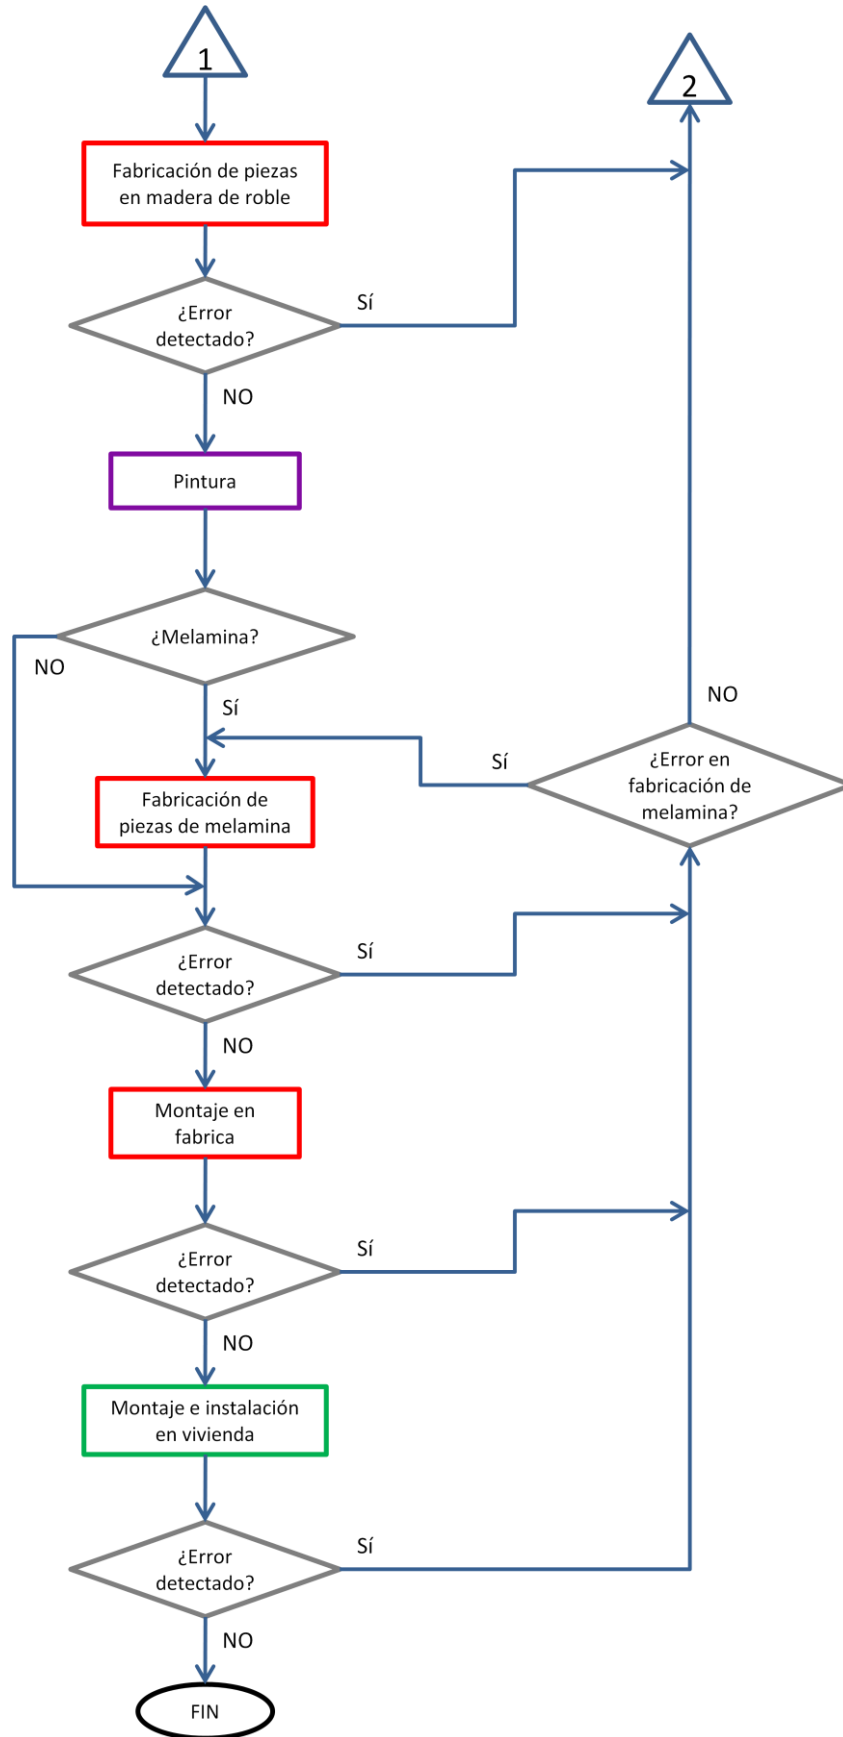 1
2
Fabricación de piezas
en madera de roble
¿Error
detectado?
Sí
NO
Pintura
¿Melamina?
NO
Sí
NO
¿Error en
fabricación de
melamina?
Sí
Fabricación de
piezas de melamina
¿Error
detectado?
Sí
NO
Montaje en
fabrica
¿Error
detectado?
Sí
NO
Montaje e instalación
en vivienda
¿Error
detectado?
Sí
NO
FIN